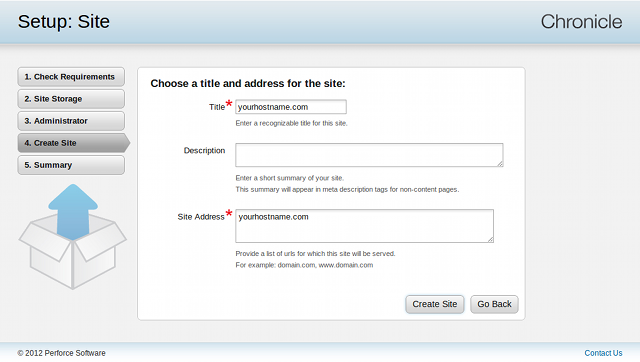 Setup: Site
Chronicle
1. Check Requirements
2. Site Storage
3. Administrator
4. Create Site
5. Summary
Choose a title and address for the site:
Title* yourhostname.com
Enter a recognizable title for this site.
Description
Enter a short summary of your site.
This summary will appear in meta description tags for non-content pages.
Site Address* yourhostname.com
Provide a list of urls for which this site will be served.
For example: domain.com, www.domain.com
Create Site Go Back
© 2012 Perforce Software
Contact Us